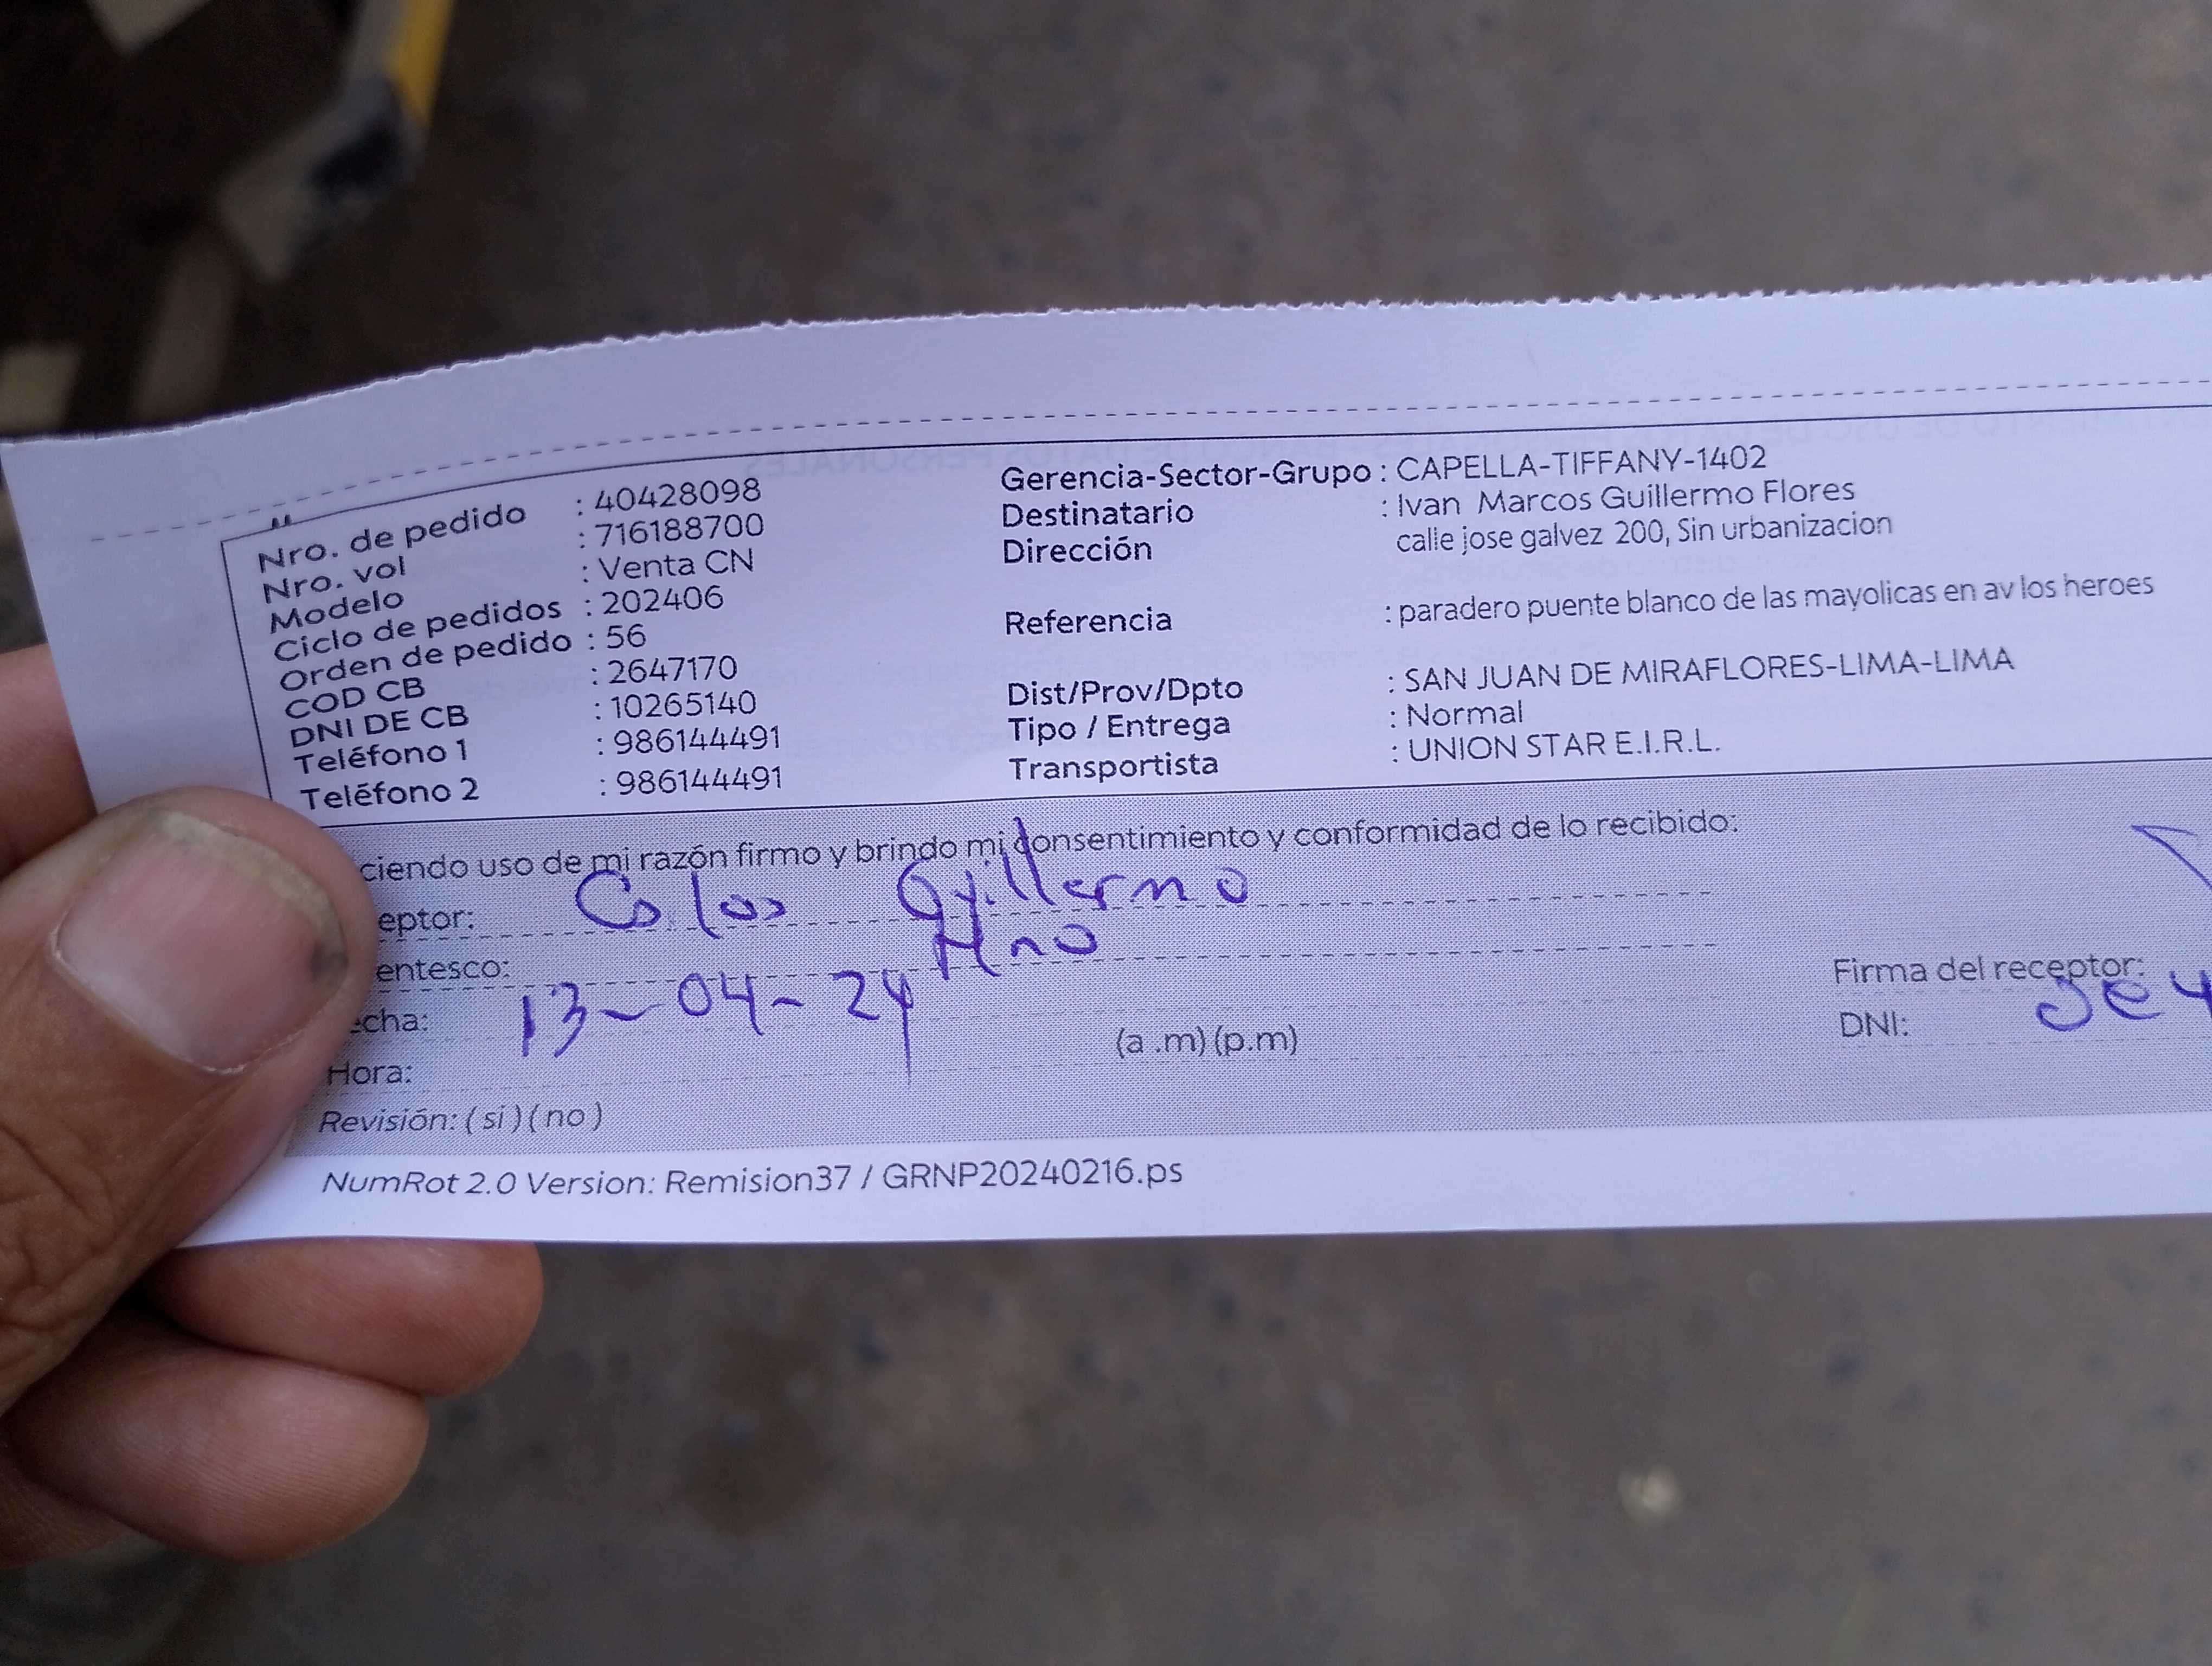 Nro. de pedido : 40428098
Nro. vol : 716188700
Modelo : Venta CN
Ciclo de pedidos : 202406
Orden de pedido : 56
COD CB : 2647170
DNI DE CB : 10265140
Teléfono 1 : 986144491
Teléfono 2 : 986144491
Gerencia-Sector-Grupo : CAPELLA-TIFFANY-1402
Destinatario : Ivan Marcos Guillermo Flores
Dirección calle jose galvez 200, Sin urbanizacion
Referencia : paradero puente blanco de las mayolicas en av los heroes
Dist/Prov/Dpto : SAN JUAN DE MIRAFLORES-LIMA-LIMA
Tipo / Entrega : Normal
Transportista : UNION STAR E.I.R.L.
ciendo uso de mi razón firmo y brindo mi consentimiento y conformidad de lo recibido:
eptor: Guillermo
entesco: Hno
echa: 13-04-24
Hora: (a .m) (p.m)
Revisión: ( si ) ( no )
Firma del receptor:
DNI:
NumRot 2.0 Version: Remision37 / GRNP20240216.ps